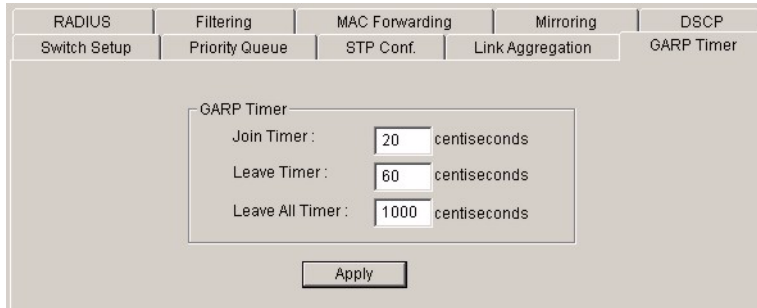 RADIUS Filtering MAC Forwarding Mirroring DSCP
Switch Setup Priority Queue STP Conf. Link Aggregation GARP Timer
GARP Timer
Join Timer : 20 centiseconds
Leave Timer : 60 centiseconds
Leave All Timer : 1000 centiseconds
Apply